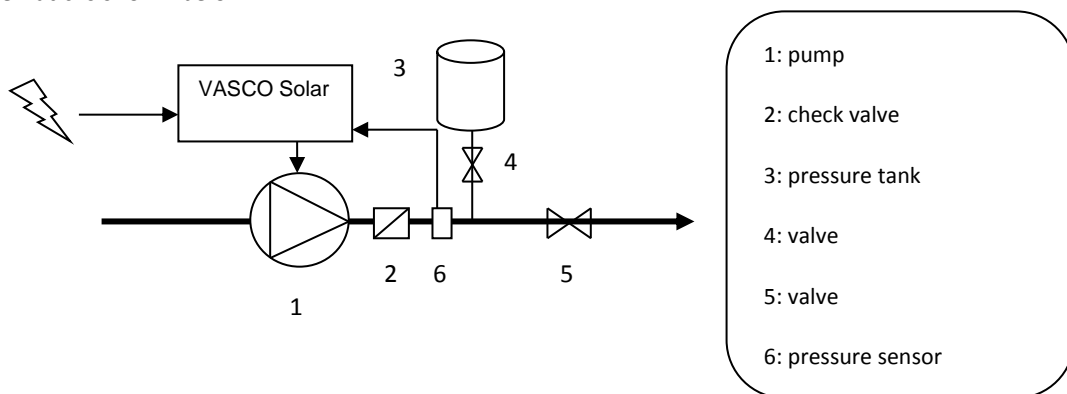 VASCO Solar
3
4
2
6
5
1
1: pump
2: check valve
3: pressure tank
4: valve
5: valve
6: pressure sensor